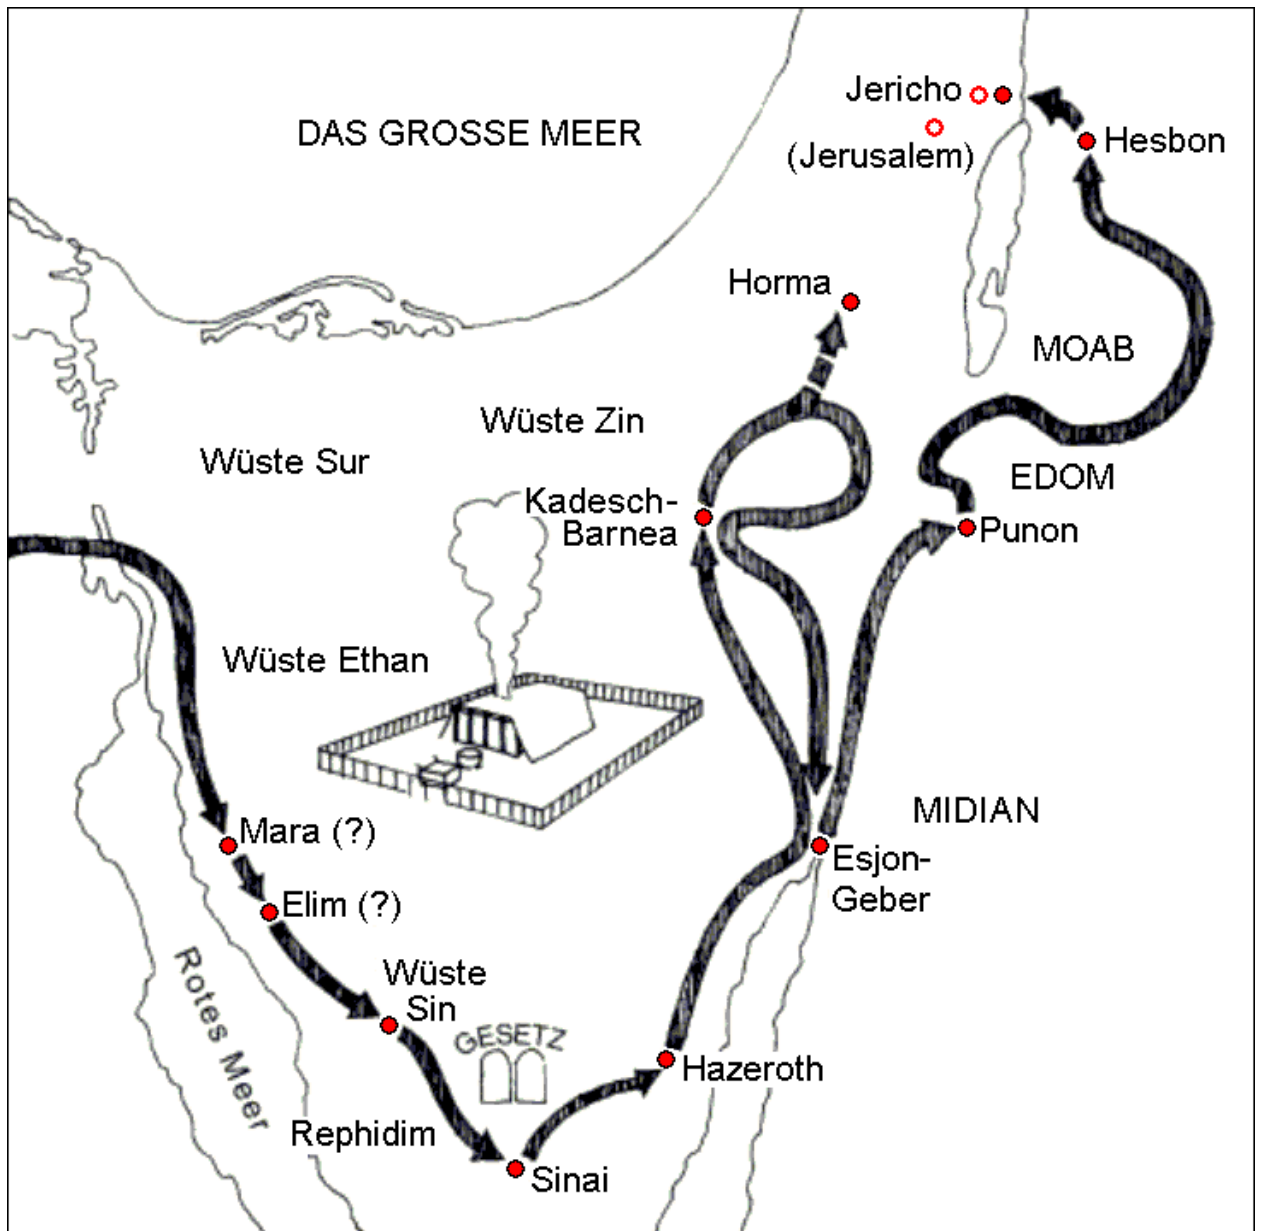 Jericho
DAS GROSSE MEER
Hesbon
(Jerusalem)
Horma
MOAB
Wüste Zin
Wüste Sur
EDOM
Kadesch-
Barnea
Punon
Wüste Ethan
MIDIAN
Mara (?)
Esjon-
Geber
Elim (?)
Wüste
Sin
Rotes Meer
GESETZ
Hazeroth
Rephidim
Sinai